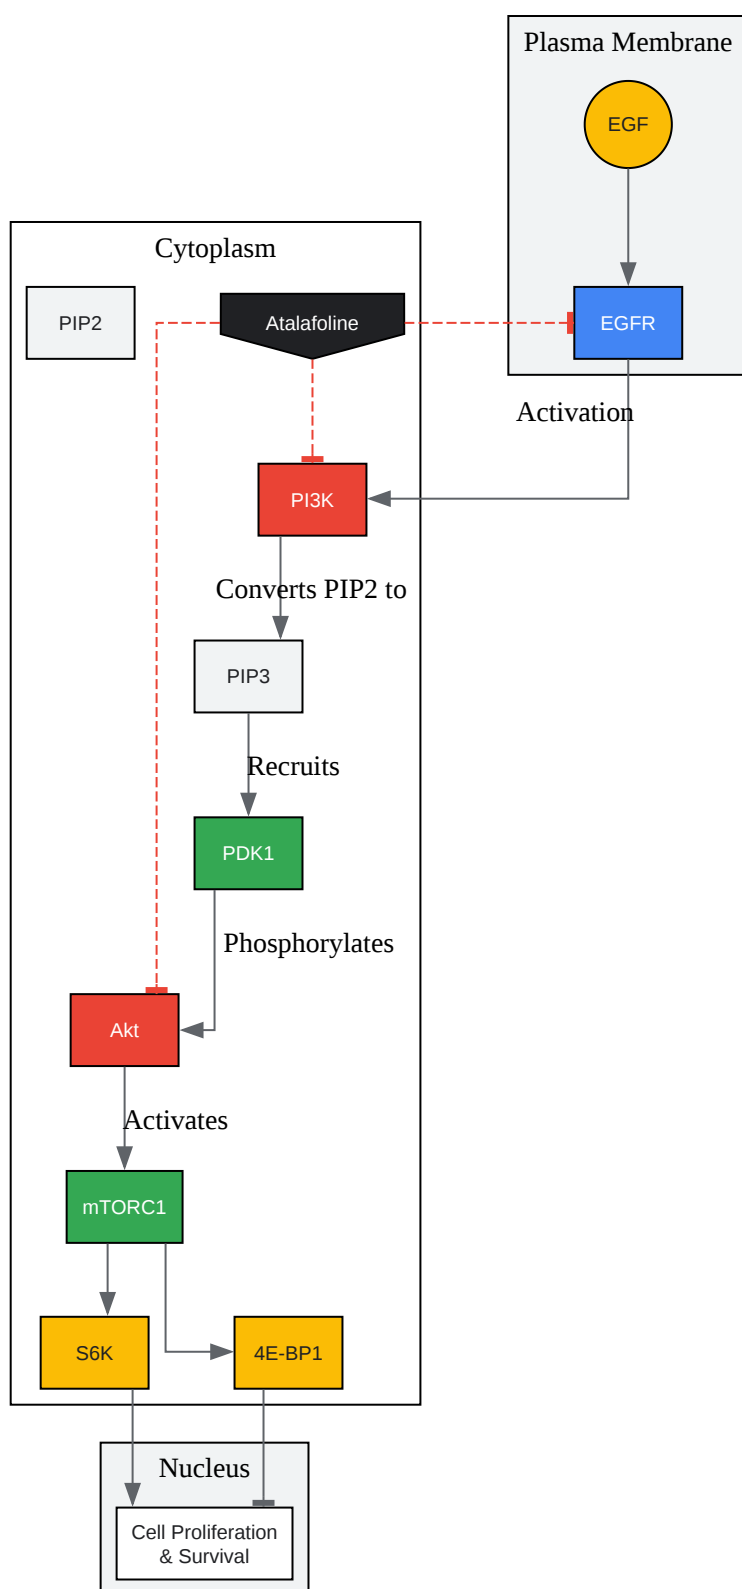 Plasma Membrane
EGF
Cytoplasm
PIP2
Atalafoline
EGFR
Activation
PI3K
Converts PIP2 to
PIP3
Recruits
PDK1
Phosphorylates
Akt
Activates
mTORC1
S6K
4E-BP1
Nucleus
Cell Proliferation
& Survival